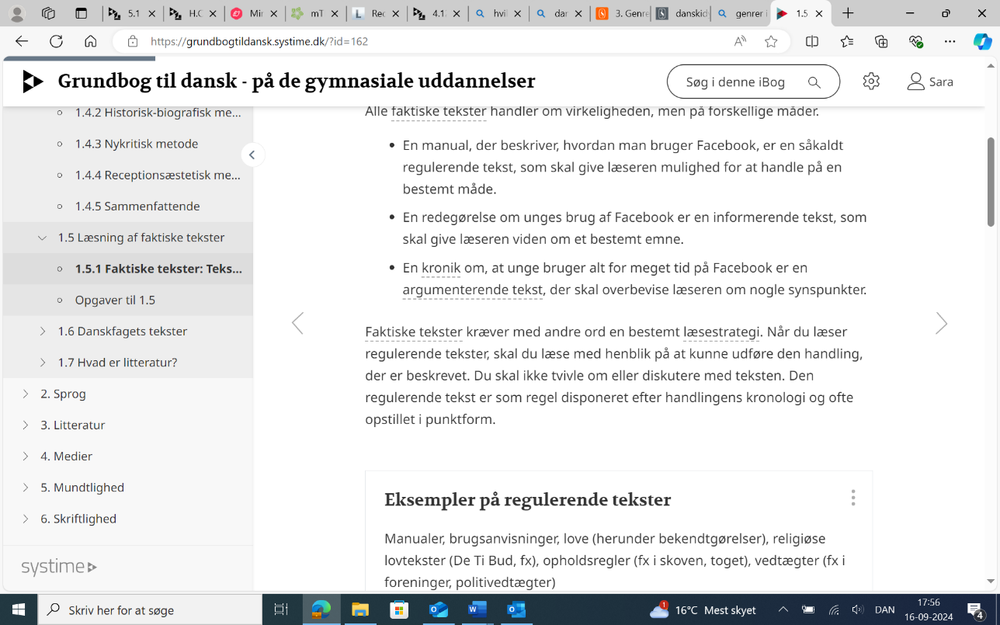 5.1
H.C
Mir
mT
Rec
4.1.
hvil
dar
3. Genre
danskid
genrer i
1.5.
https://grundbogtildansk.systime.dk/?id=162
Grundbog til dansk - på de gymnasiale uddannelser
Søg i denne iBog
Sara
1.4.2 Historisk-biografisk me...
1.4.3 Nykritisk metode
1.4.4 Receptionsæstetisk me...
1.4.5 Sammenfattende
1.5 Læsning af faktiske tekster
1.5.1 Faktiske tekster: Teks...
Opgaver til 1.5
1.6 Danskfagets tekster
1.7 Hvad er litteratur?
2. Sprog
3. Litteratur
4. Medier
5. Mundtlighed
6. Skriftlighed
systime
Alle faktiske tekster handler om virkeligheden, men på forskellige måder.
En manual, der beskriver, hvordan man bruger Facebook, er en såkaldt
regulerende tekst, som skal give læseren mulighed for at handle på en
bestemt måde.
En redegørelse om unges brug af Facebook er en informerende tekst, som
skal give læseren viden om et bestemt emne.
En kronik om, at unge bruger alt for meget tid på Facebook er en
argumenterende tekst, der skal overbevise læseren om nogle synspunkter.
Faktiske tekster kræver med andre ord en bestemt læsestrategi. Når du læser
regulerende tekster, skal du læse med henblik på at kunne udføre den handling,
der er beskrevet. Du skal ikke tvivle om eller diskutere med teksten. Den
regulerende tekst er som regel disponeret efter handlingens kronologi og ofte
opstillet i punktform.
Eksempler på regulerende tekster
Manualer, brugsanvisninger, love (herunder bekendtgørelser), religiøse
lovtekster (De Ti Bud, fx), opholdsregler (fx i skoven, toget), vedtægter (fx i
foreninger, politivedtægter)
Skriv her for at søge
1
16°C Mest skyet
DAN
17:56
16-09-2024
4